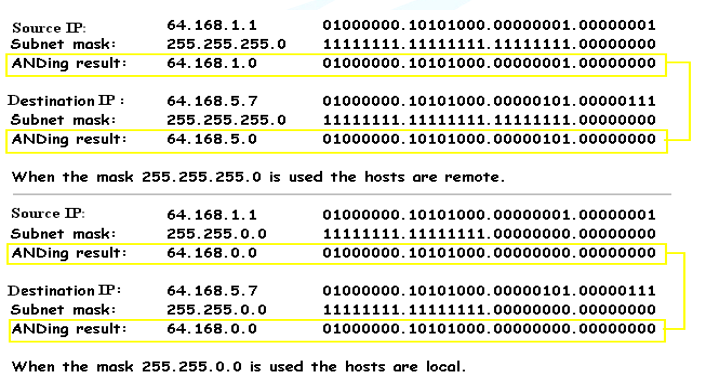 Source IP: 64.168.1.1 01000000.10101000.00000001.00000001
Subnet mask: 255.255.255.0 11111111.11111111.11111111.00000000
ANDing result: 64.168.1.0 01000000.10101000.00000001.00000000
Destination IP : 64.168.5.7 01000000.10101000.00000101.00000111
Subnet mask: 255.255.255.0 11111111.11111111.11111111.00000000
ANDing result: 64.168.5.0 01000000.10101000.00000101.00000000
When the mask 255.255.255.0 is used the hosts are remote.
Source IP: 64.168.1.1 01000000.10101000.00000001.00000001
Subnet mask: 255.255.0.0 11111111.11111111.00000000.00000000
ANDing result: 64.168.0.0 01000000.10101000.00000000.00000000
Destination IP: 64.168.5.7 01000000.10101000.00000101.00000111
Subnet mask: 255.255.0.0 11111111.11111111.00000000.00000000
ANDing result: 64.168.0.0 01000000.10101000.00000000.00000000
When the mask 255.255.0.0 is used the hosts are local.